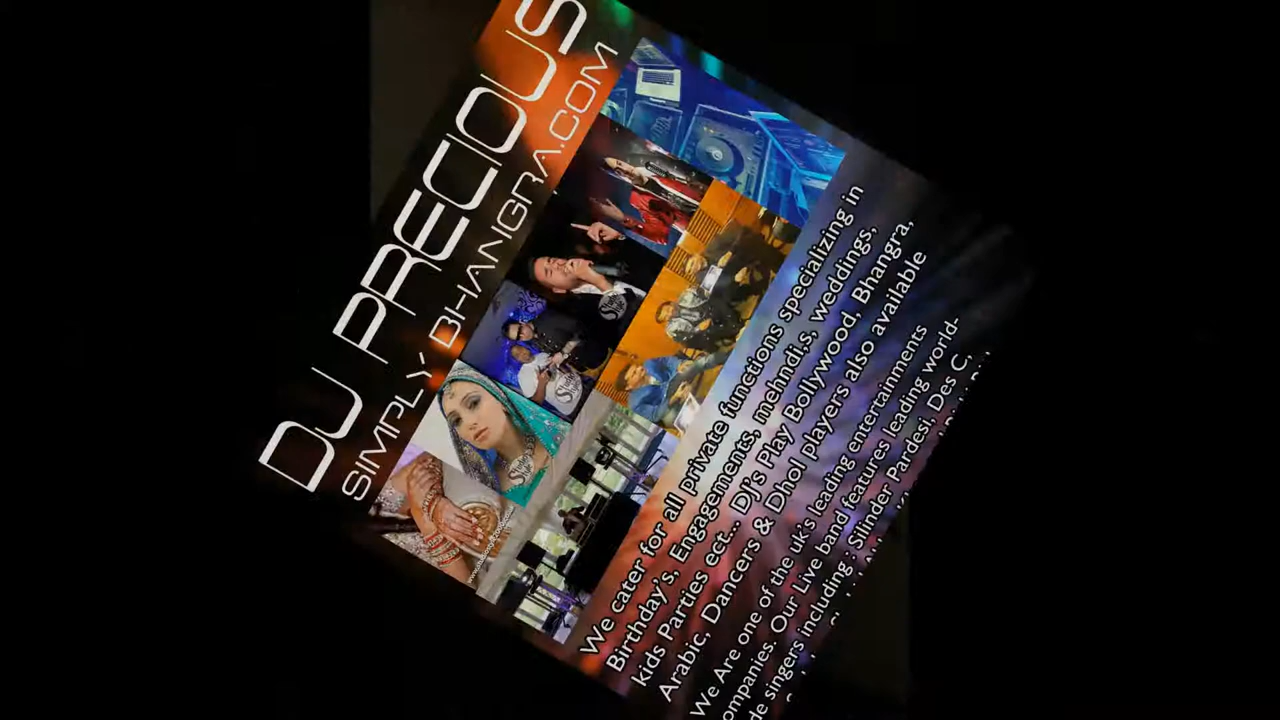 DJ PRECIOUS
SIMPLY BHANGRA.COM
We cater for all private functions specializing in
Birthday's, Engagements, mehndi,s, weddings,
kids Parties ect... DJ's Play Bollywood, Bhangra,
Arabic, Dancers & Dhol players also available
We Are one of the uk's leading entertainments
ompanies. Our Live band features leading world-
de singers including : Silinder Pardesi, Des C,